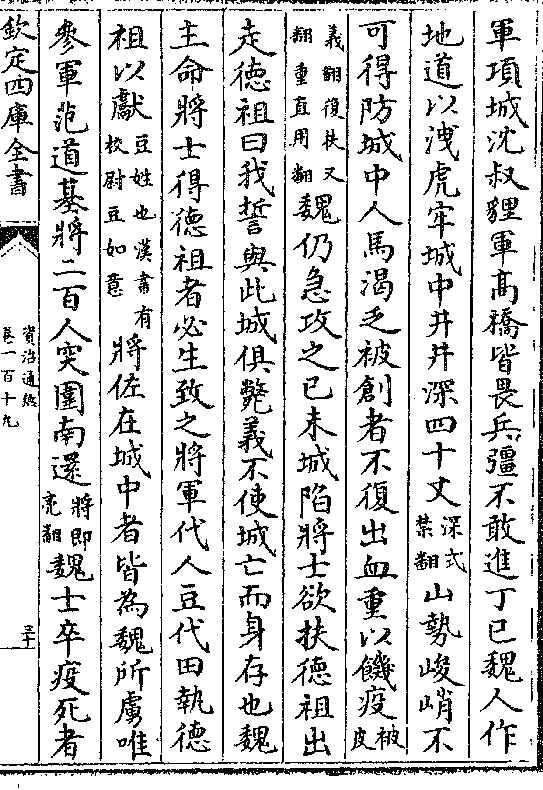 軍項城沈叔貍軍髙橋皆畏兵彊不敢進丁巳魏人作
地道以洩虎牢城中井井深四十丈深式禁翻山勢峻峭不
可得防城中人馬渴乏被創者不復出血重以饑疫被皮
義翻復扶又翻重直用翻魏仍急攻之已未城䧟將士欲扶徳祖出
走徳祖曰我誓與此城俱斃義不使城亡而身存也魏
主命將士得徳祖者必生致之將軍代人豆代田執徳
祖以獻豆姓也漢書有校尉豆如意將佐在城中者皆為魏所虜唯
參軍范道基將二百人突圍南還將即亮翻魏士卒疫死者
欽定四庫全書
資治通鑑
卷一百十九
三十